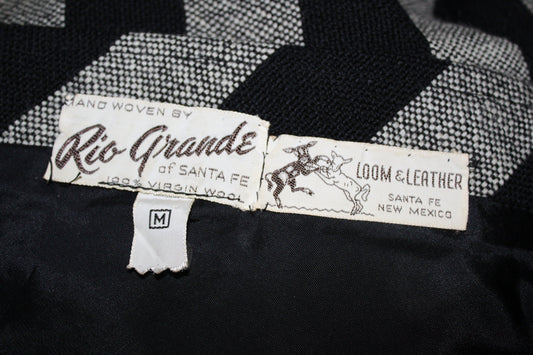 HAND WOVEN BY
Rio Grande
of SANTA FE
100% VIRGIN WOOL
LOOM & LEATHER
SANTA FE
NEW MEXICO
M